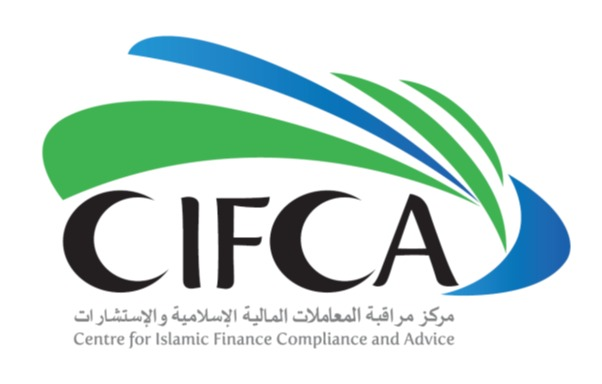 CIFCA
مركز مراقبة المعاملات المالية الإسلامية والإستشارات
Centre for Islamic Finance Compliance and Advice